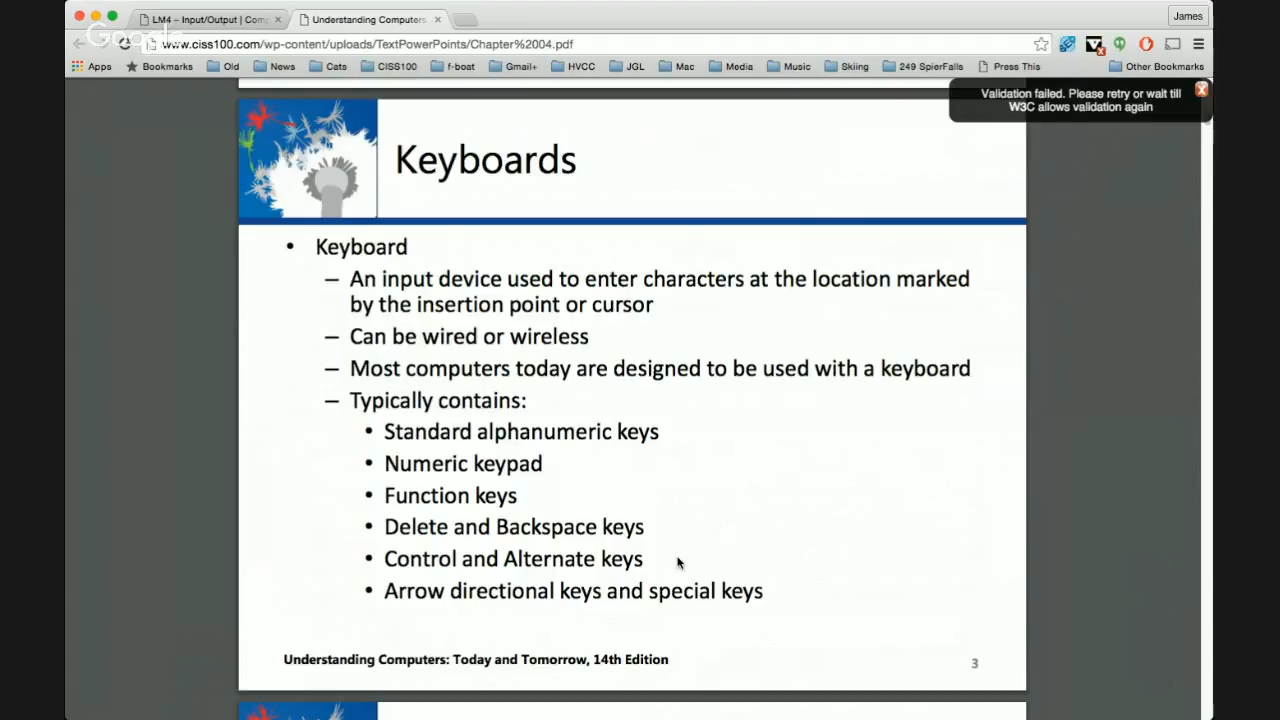 LM4 – Input/Output | Com
Understanding Computers.
James
Google
www.ciss100.com/wp-content/uploads/TextPowerPoints/Chapter%2004.pdf
Apps Bookmarks Old News Cats CISS100 f-boat Gmail+ HVCC JGL Mac Media Music Skiing 249 SpierFalls Press This Other Bookmarks
Validation failed. Please retry or wait till
W3C allows validation again
Keyboards
• Keyboard
– An input device used to enter characters at the location marked
by the insertion point or cursor
– Can be wired or wireless
– Most computers today are designed to be used with a keyboard
– Typically contains:
• Standard alphanumeric keys
• Numeric keypad
• Function keys
• Delete and Backspace keys
• Control and Alternate keys
• Arrow directional keys and special keys
Understanding Computers: Today and Tomorrow, 14th Edition
3